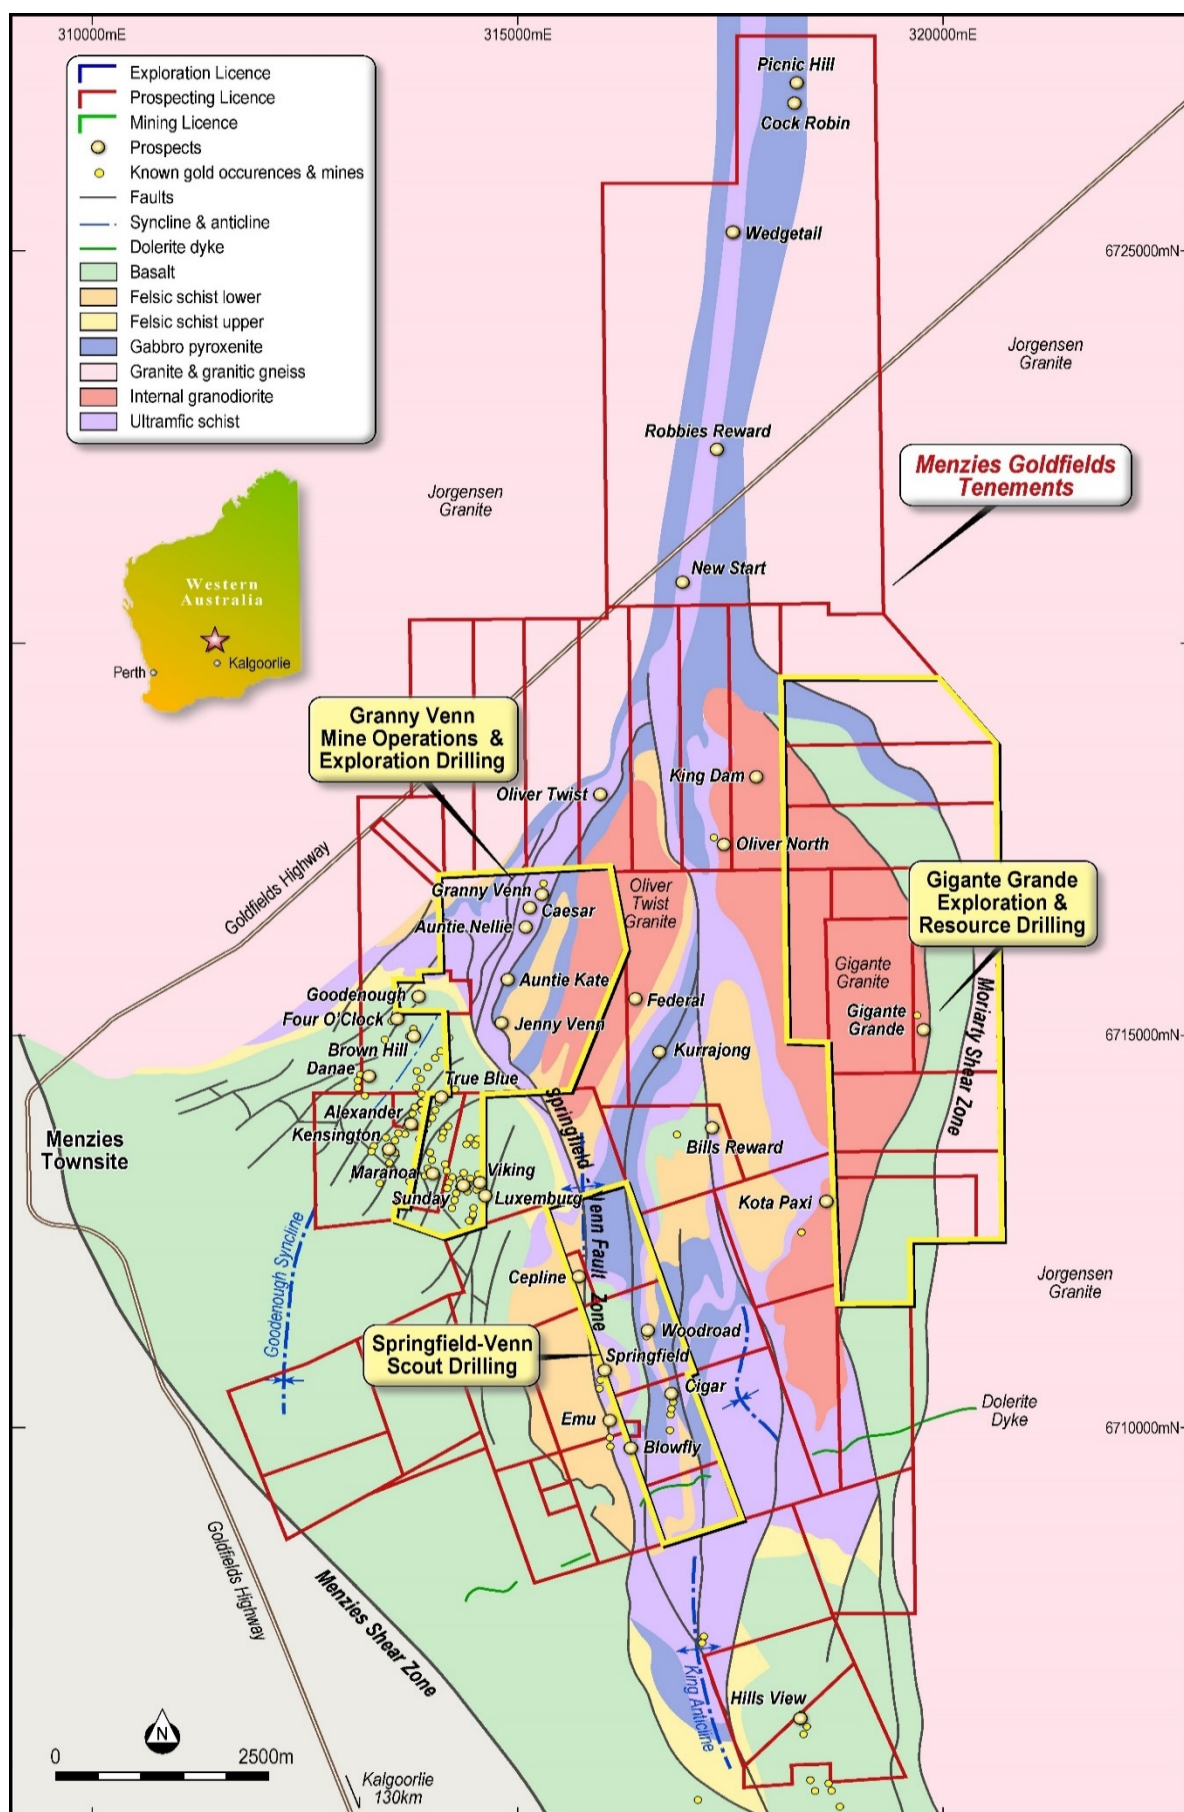 310000mE
315000mE
320000mE
Exploration Licence
Prospecting Licence
Mining Licence
Prospects
Known gold occurences & mines
Faults
Syncline & anticline
Dolerite dyke
Basalt
Felsic schist lower
Felsic schist upper
Gabbro pyroxenite
Granite & granitic gneiss
Internal granodiorite
Ultramfic schist
Picnic Hill
Cock Robin
Wedgetail
6725000mN
Jorgensen
Granite
Robbies Reward
Menzies Goldfields
Tenements
Jorgensen
Granite
New Start
Western
Australia
Perth
Kalgoorlie
Granny Venn
Mine Operations &
Exploration Drilling
King Dam
Oliver Twist
Oliver North
Goldfields Highway
Granny Venn
Caesar
Auntie Nellie
Oliver
Twist
Granite
Gigante Grande
Exploration &
Resource Drilling
Gigante
Granite
Auntie Kate
Goodenough
Federal
Four O'Clock
Jenny Venn
Gigante
Grande
Moriarty Shear Zone
6715000mN
Brown Hill
Kurrajong
Danae
True Blue
Alexander
Kensington
Menzies
Townsite
Springfield - Venn Fault Zone
Bills Reward
Maranoa
Viking
Sunday
Luxemburg
Kota Paxi
Goodenough Syncline
Cepline
Jorgensen
Granite
Woodroad
Springfield-Venn
Scout Drilling
Springfield
Cigar
Emu
Blowfly
Dolerite
Dyke
6710000mN
Goldfields Highway
Menzies Shear Zone
King Anticline
Hills View
N
0
2500m
Kalgoorlie
130km